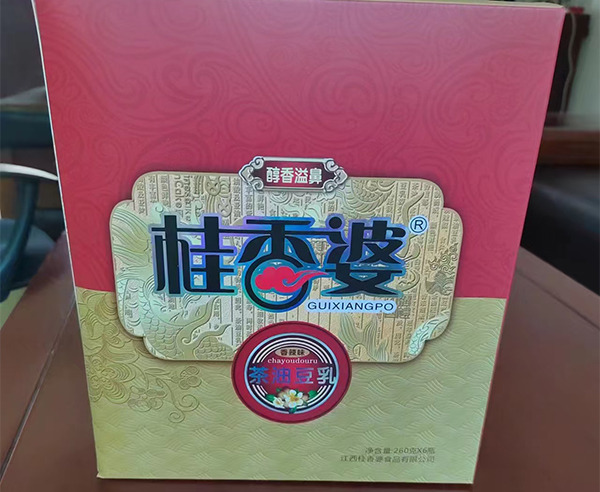 醇香溢鼻
桂香婆®
GUIXIANGPO
香辣味
chayoudouru
茶油豆乳
净含量:260克X6瓶
江西桂香婆食品有限公司